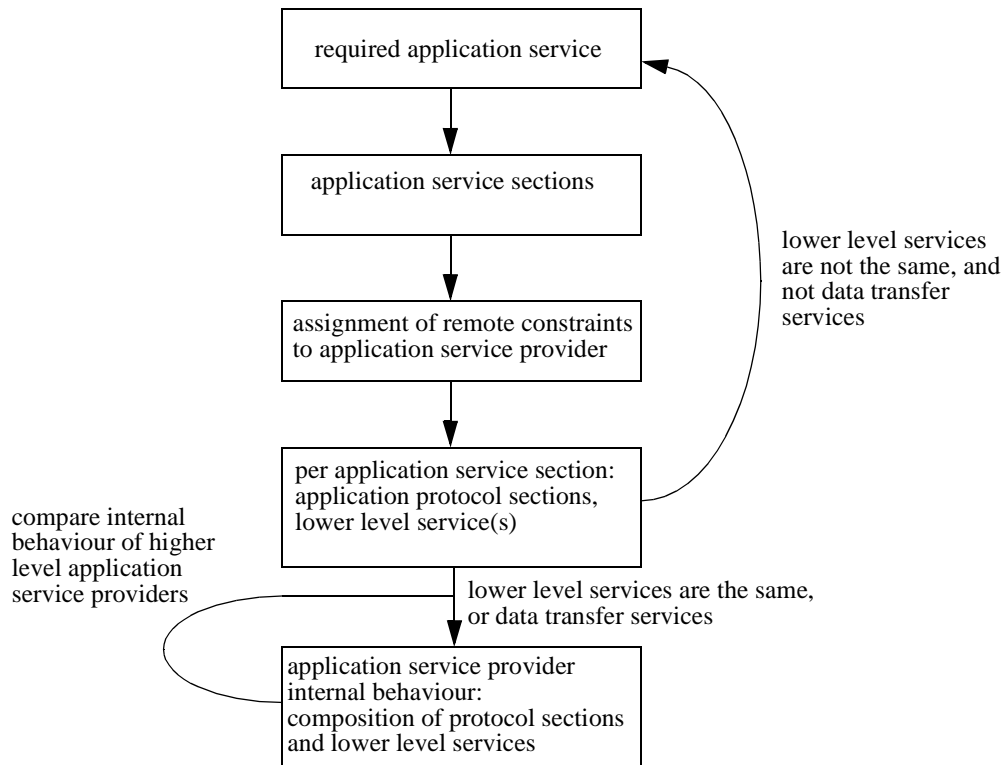 required application service
application service sections
lower level services
are not the same, and
not data transfer
services
assignment of remote constraints
to application service provider
per application service section:
application protocol sections,
lower level service(s)
compare internal
behaviour of higher
level application
service providers
lower level services are the same,
or data transfer services
application service provider
internal behaviour:
composition of protocol sections
and lower level services